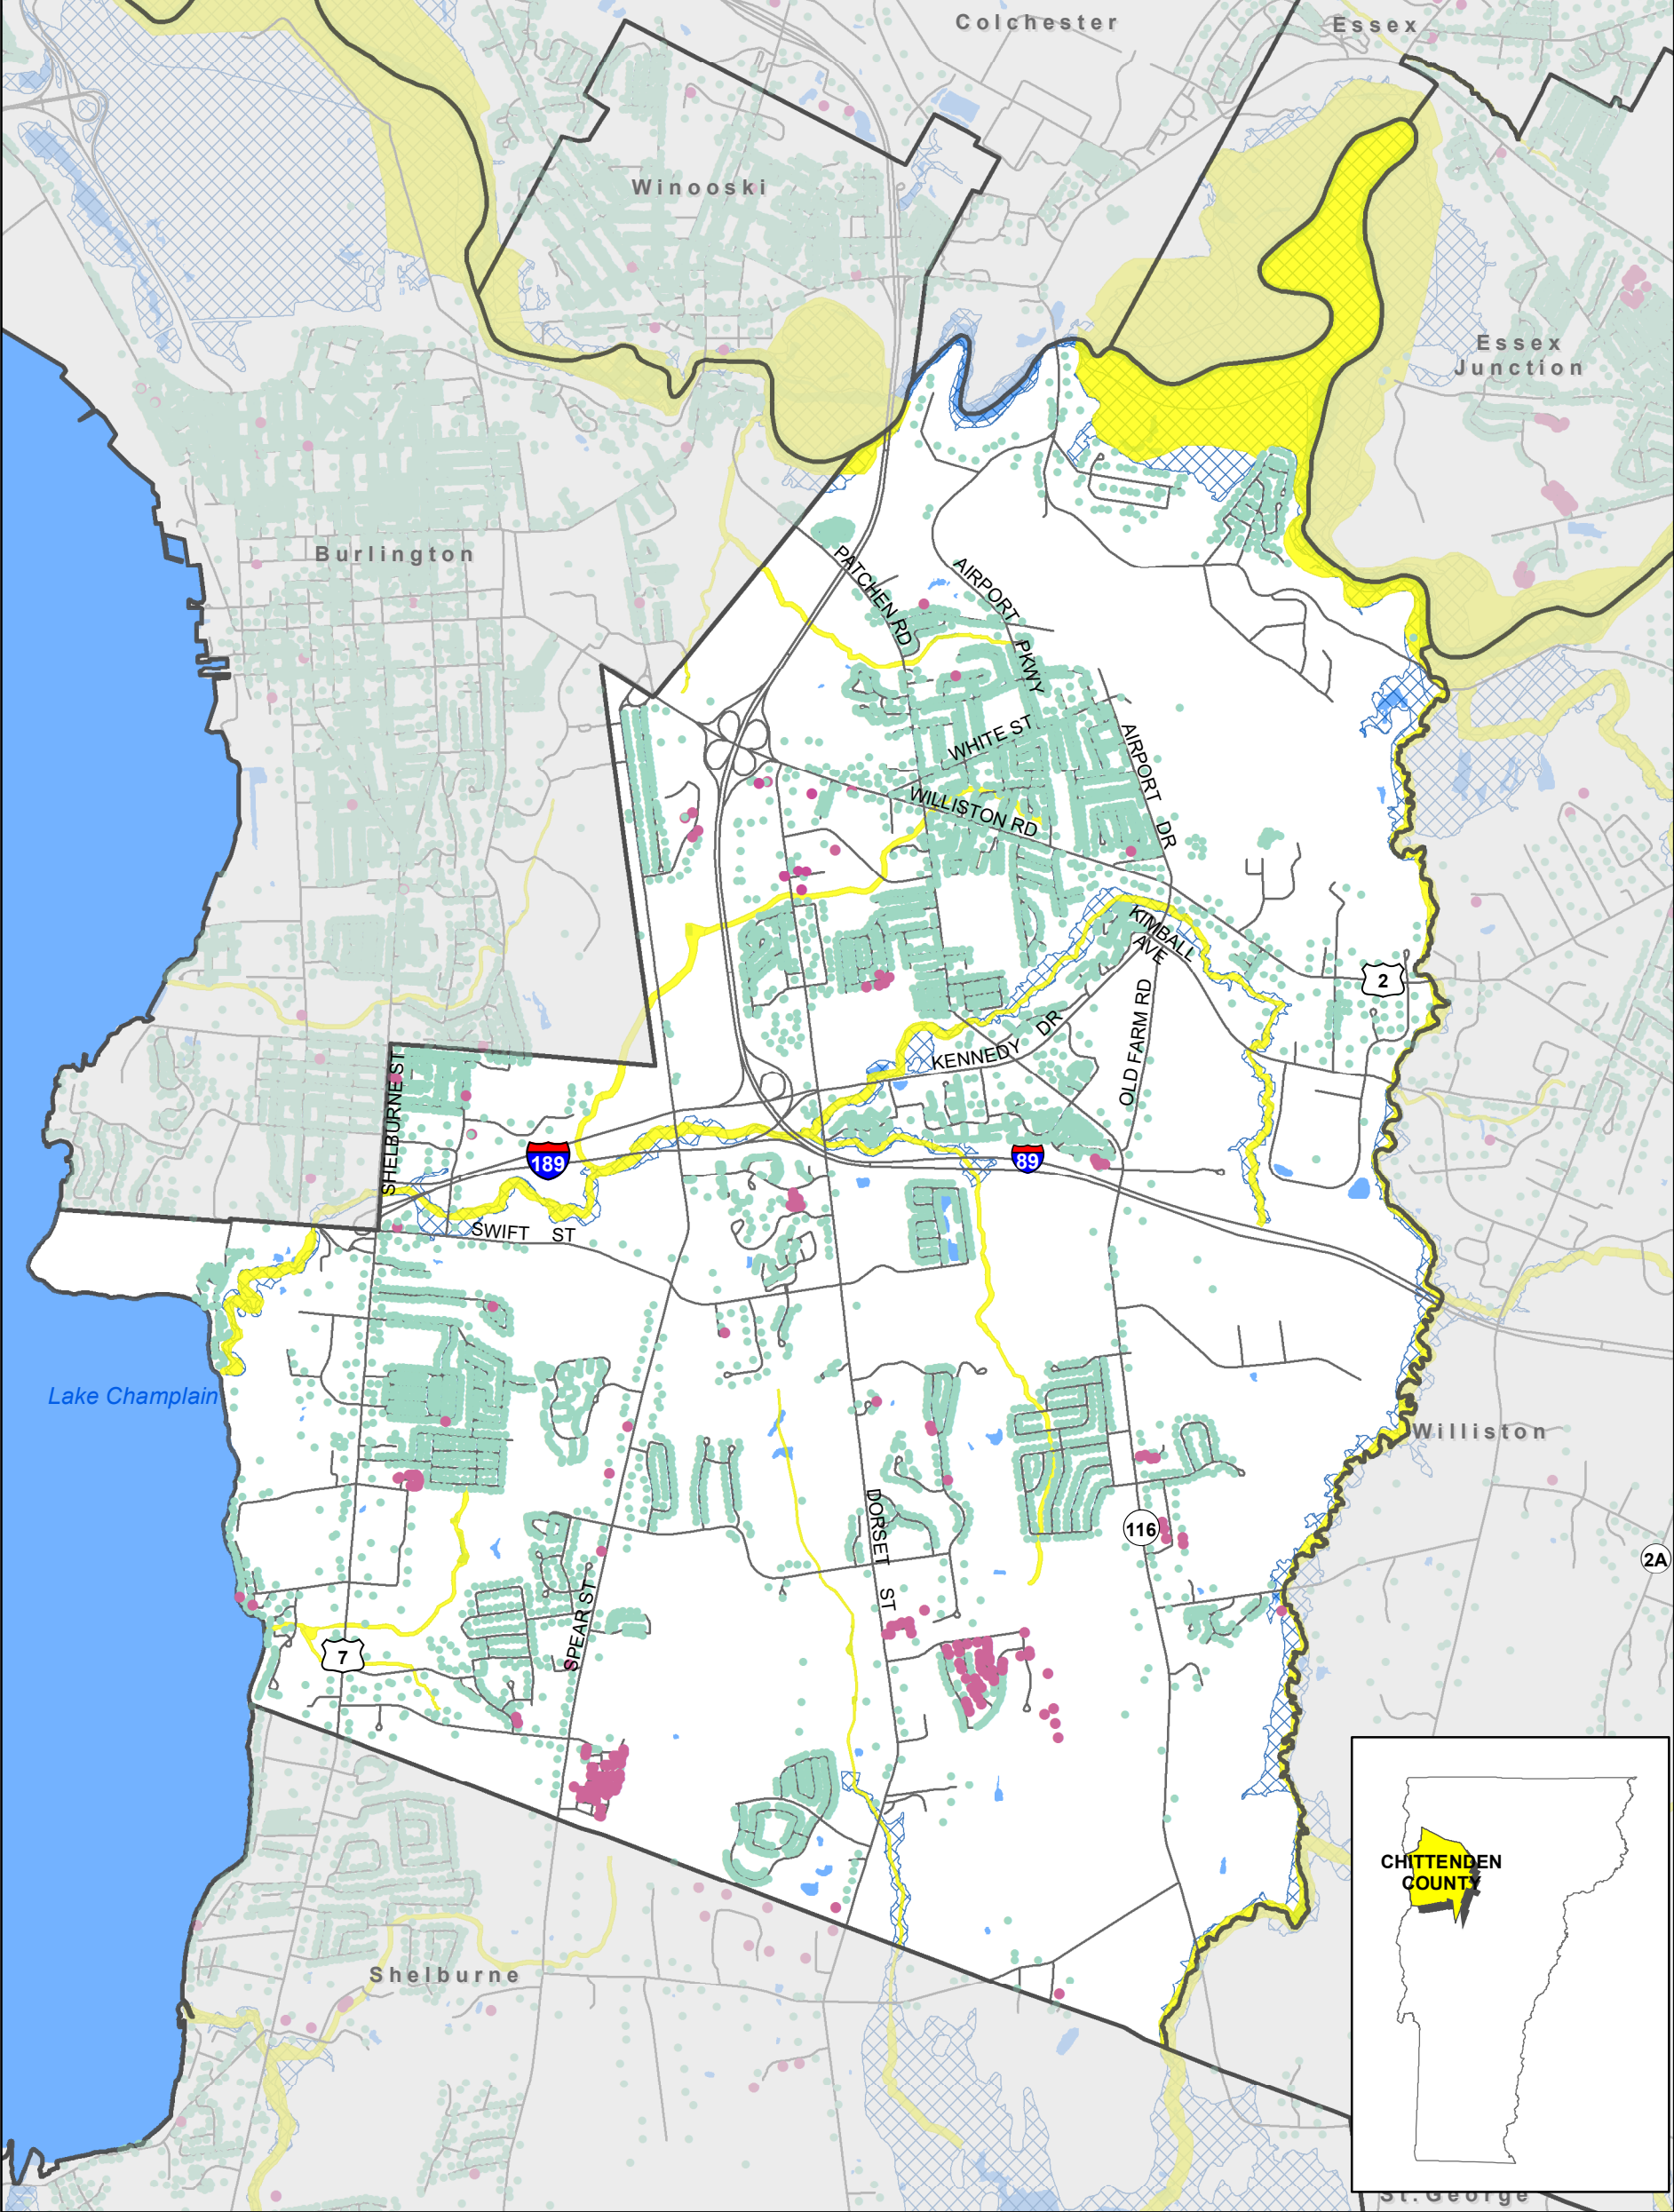 Colchester
Essex
Winooski
Essex
Junction
Burlington
PATCHEN RD
AIRPORT
PKWY
WHITE ST
AIRPORT DR
WILLISTON RD
KIMBALL
AVE
2
OLD FARM RD
KENNEDY DR
SHELBURNE ST
189
89
SWIFT ST
Lake Champlain
Williston
DORSET ST
116
2A
SPEAR ST
7
CHITTENDEN
COUNTY
Shelburne
St. George